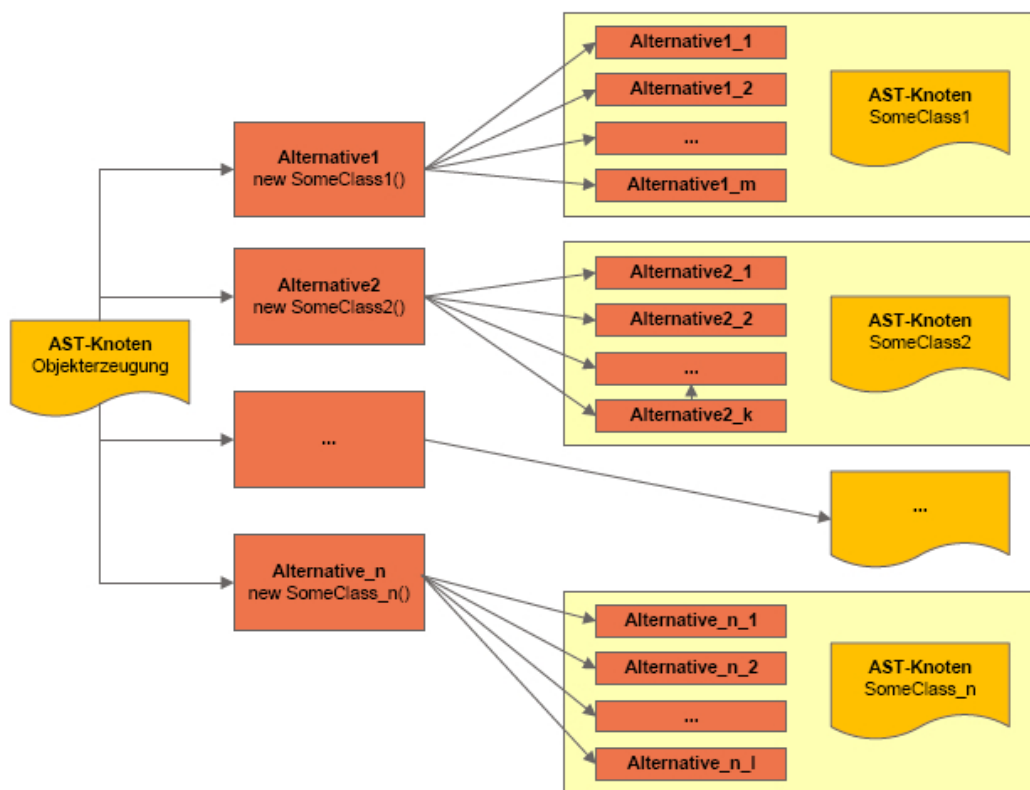 AST-Knoten
Objekterzeugung
Alternative1
new SomeClass1()
Alternative1_1
Alternative1_2
...
Alternative1_m
AST-Knoten
SomeClass1
Alternative2
new SomeClass2()
Alternative2_1
Alternative2_2
...
Alternative2_k
AST-Knoten
SomeClass2
...
...
Alternative_n
new SomeClass_n()
Alternative_n_1
Alternative_n_2
...
Alternative_n_l
AST-Knoten
SomeClass_n